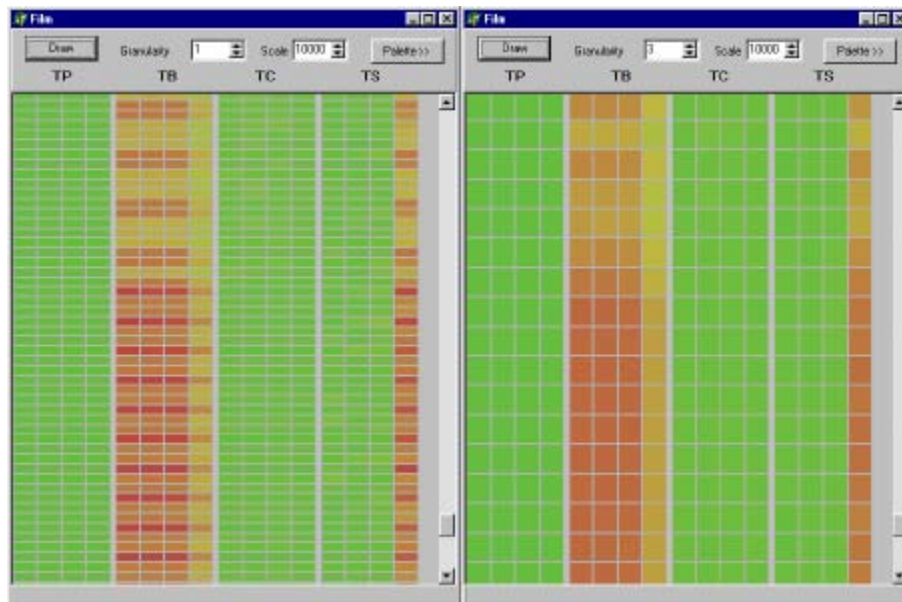 Film
Draw Granularity 1 Scale 10000 Palette >>
TP TB TC TS
Film
Draw Granularity 3 Scale 10000 Palette >>
TP TB TC TS